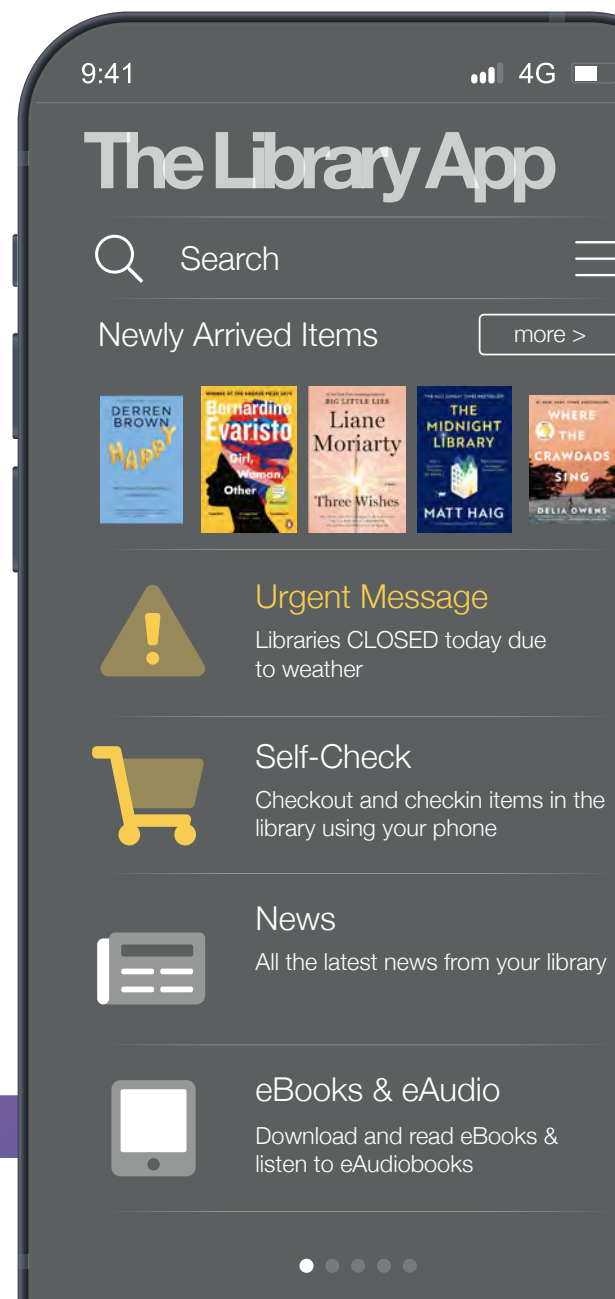 9:41 4G
The Library App
Search
Newly Arrived Items more >
DERREN
BROWN
HAPPY
Bernardine
Evaristo
Girl,
Woman,
Other
BIG LITTLE LIES
Liane
Moriarty
Three Wishes
THE
MIDNIGHT
LIBRARY
MATT HAIG
WHERE
THE
CRAWDADS
SING
DELIA OWENS
Urgent Message
Libraries CLOSED today due
to weather
Self-Check
Checkout and checkin items in the
library using your phone
News
All the latest news from your library
eBooks & eAudio
Download and read eBooks &
listen to eAudiobooks